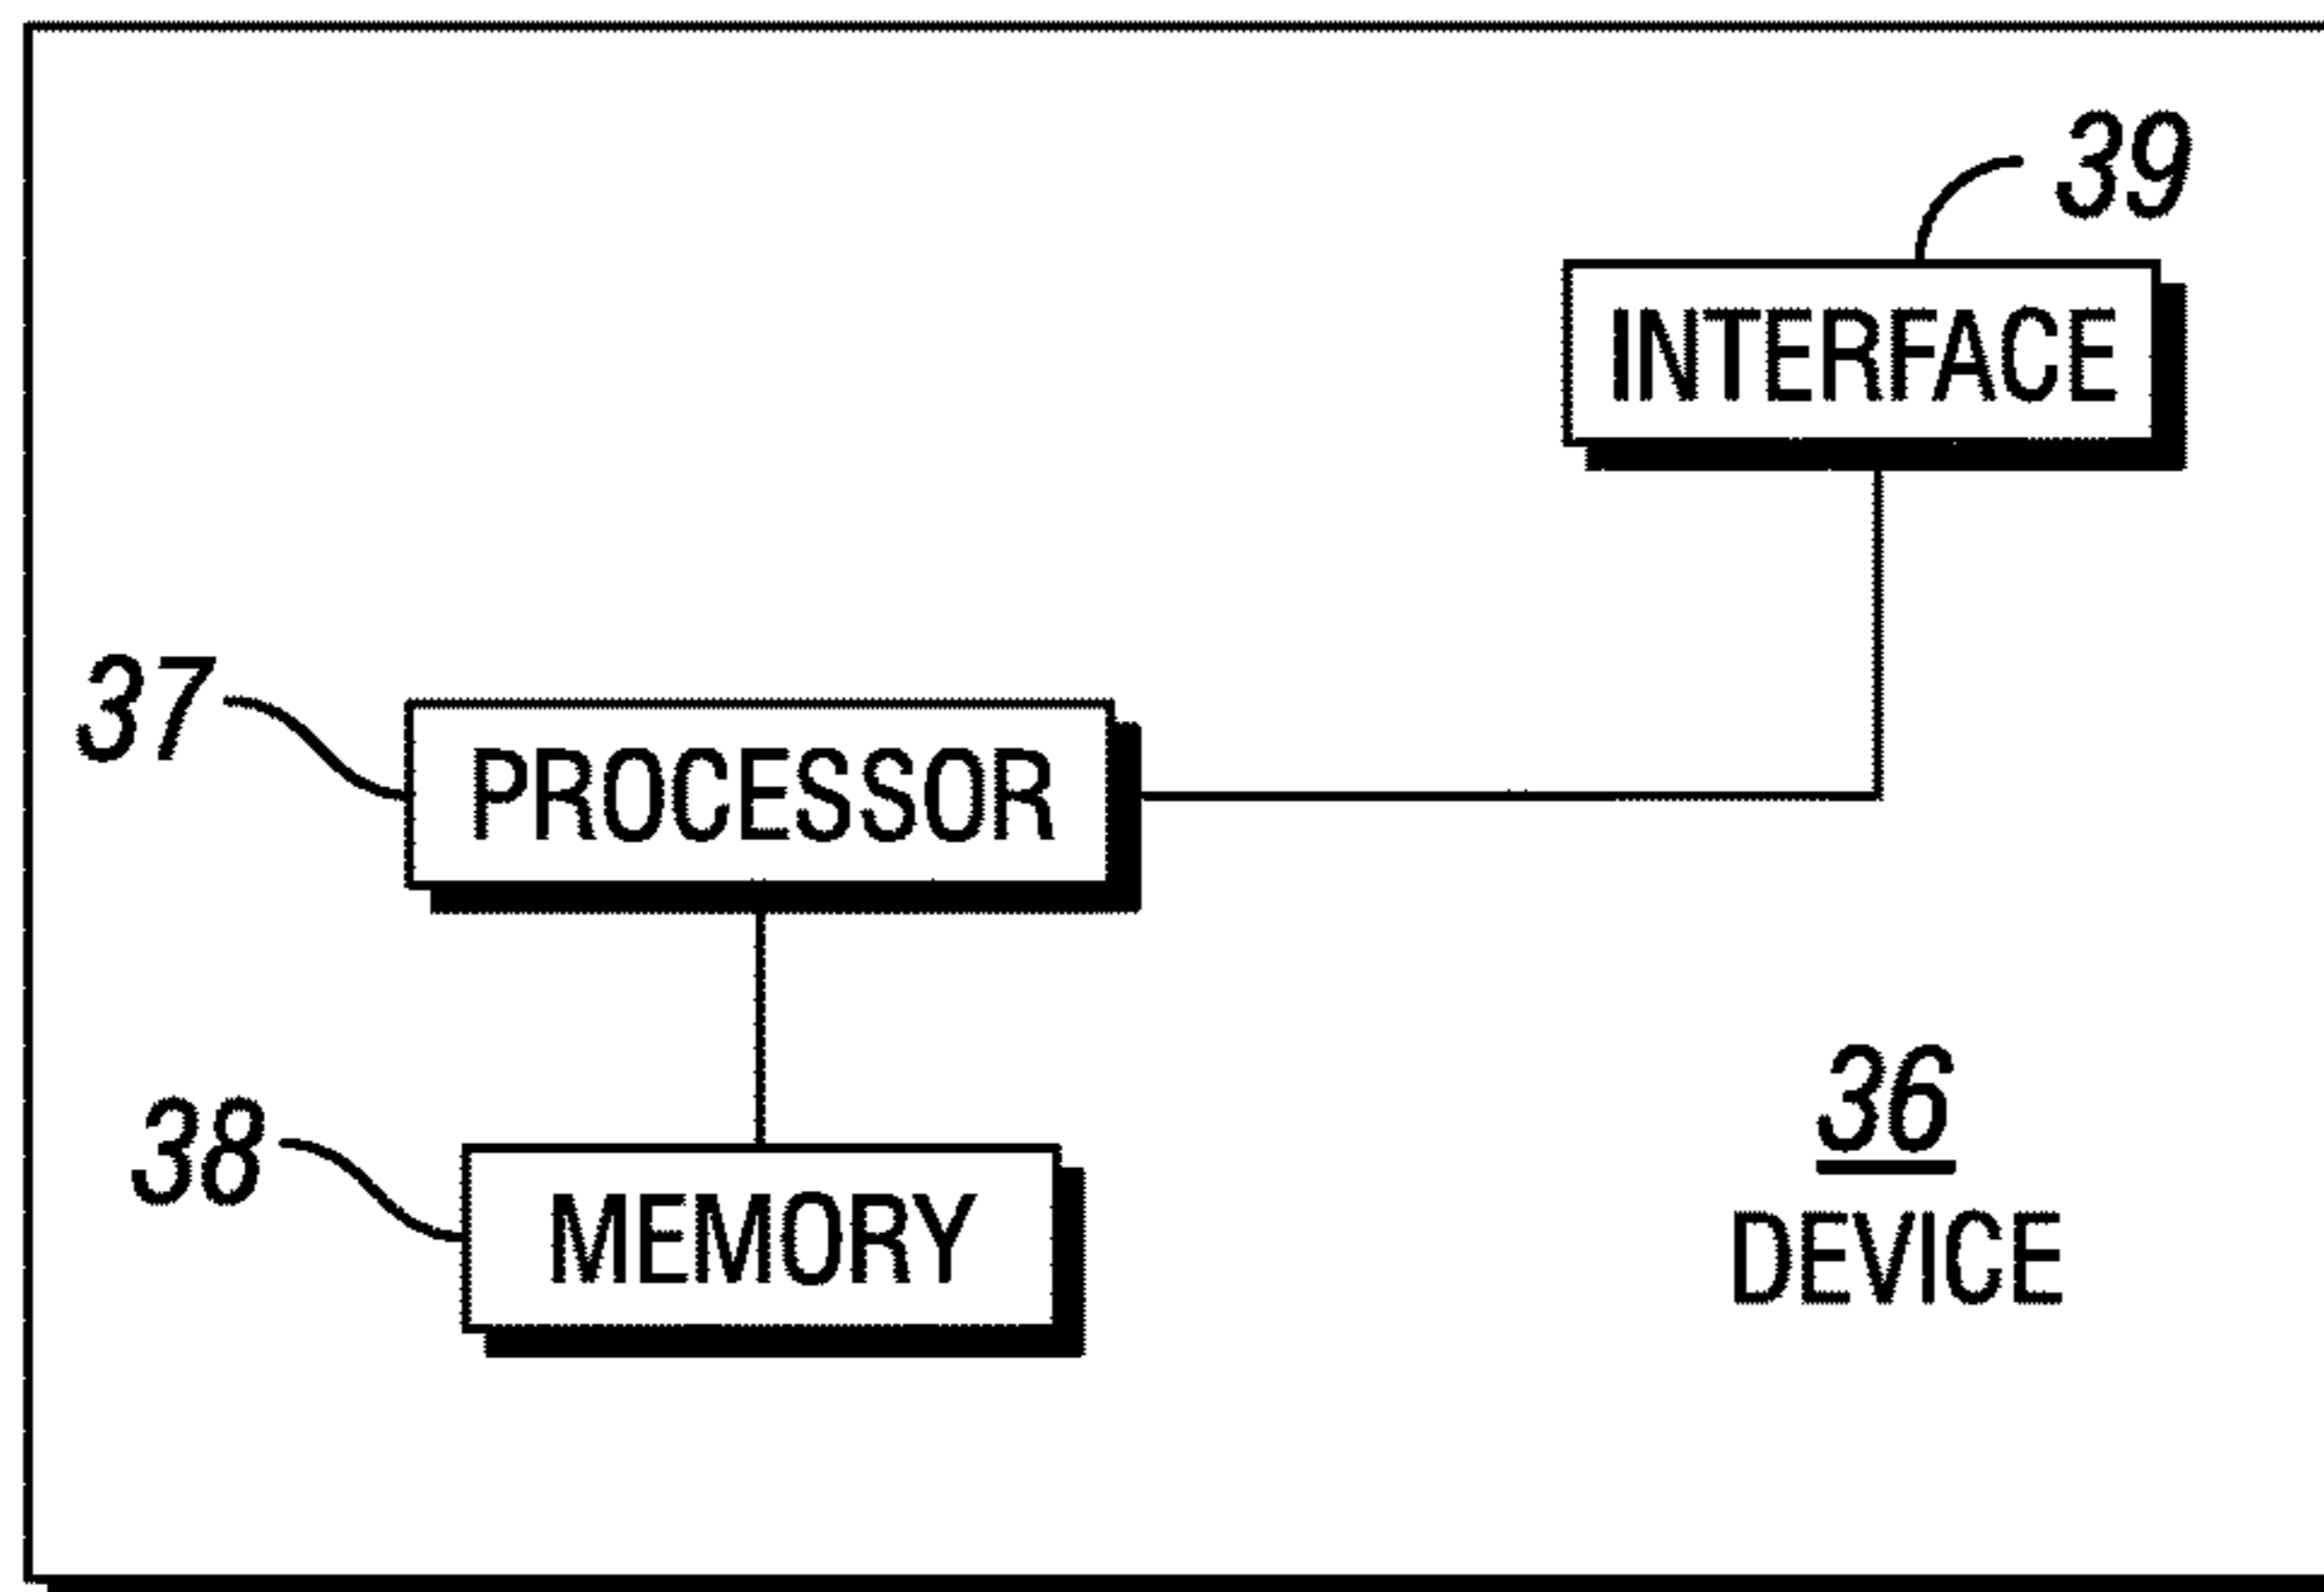 39
INTERFACE
37
PROCESSOR
38
MEMORY
36
DEVICE